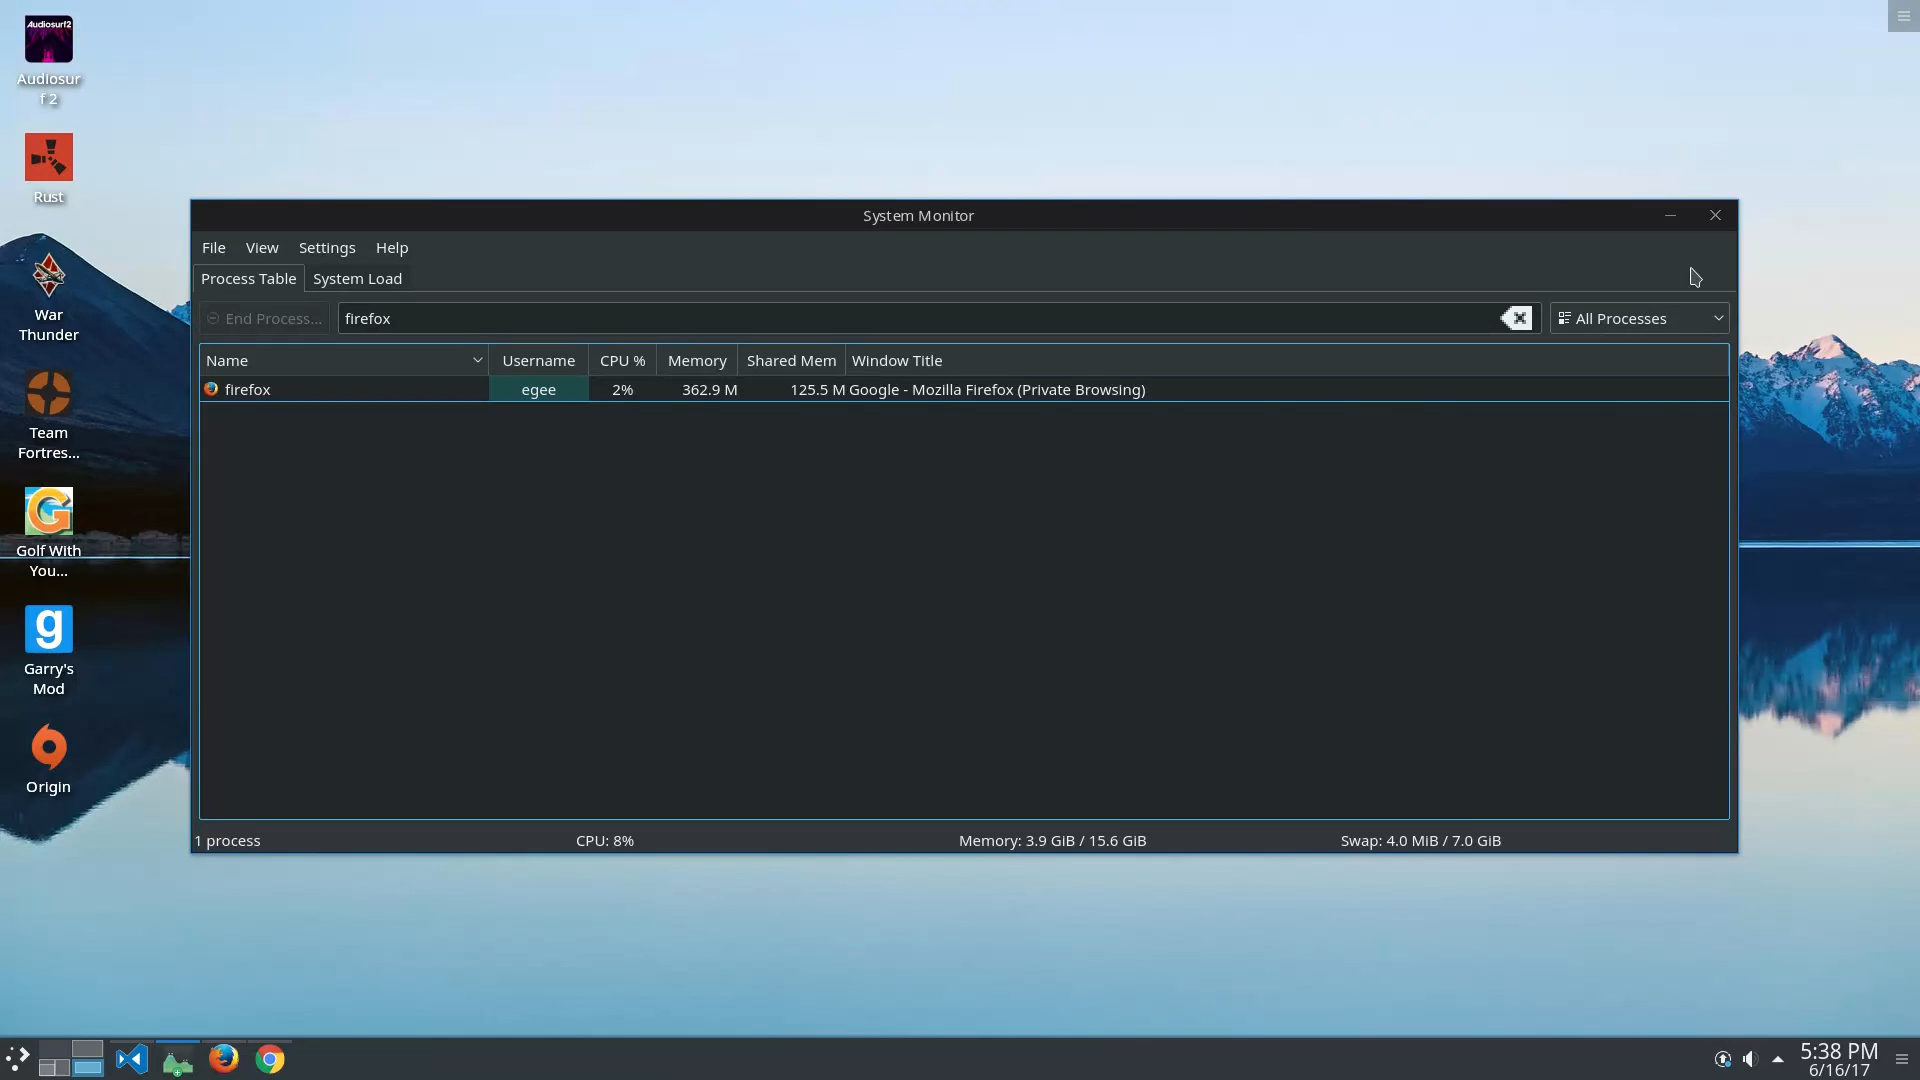 Audiosurf2
Audiosur
f 2
Rust
War
Thunder
Team
Fortres...
Golf With
You...
Garry's
Mod
Origin
System Monitor
File View Settings Help
Process Table System Load
End Process... firefox All Processes
Name Username CPU % Memory Shared Mem Window Title
firefox egee 2% 362.9 M 125.5 M Google - Mozilla Firefox (Private Browsing)
1 process CPU: 8% Memory: 3.9 GiB / 15.6 GiB Swap: 4.0 MiB / 7.0 GiB
5:38 PM
6/16/17